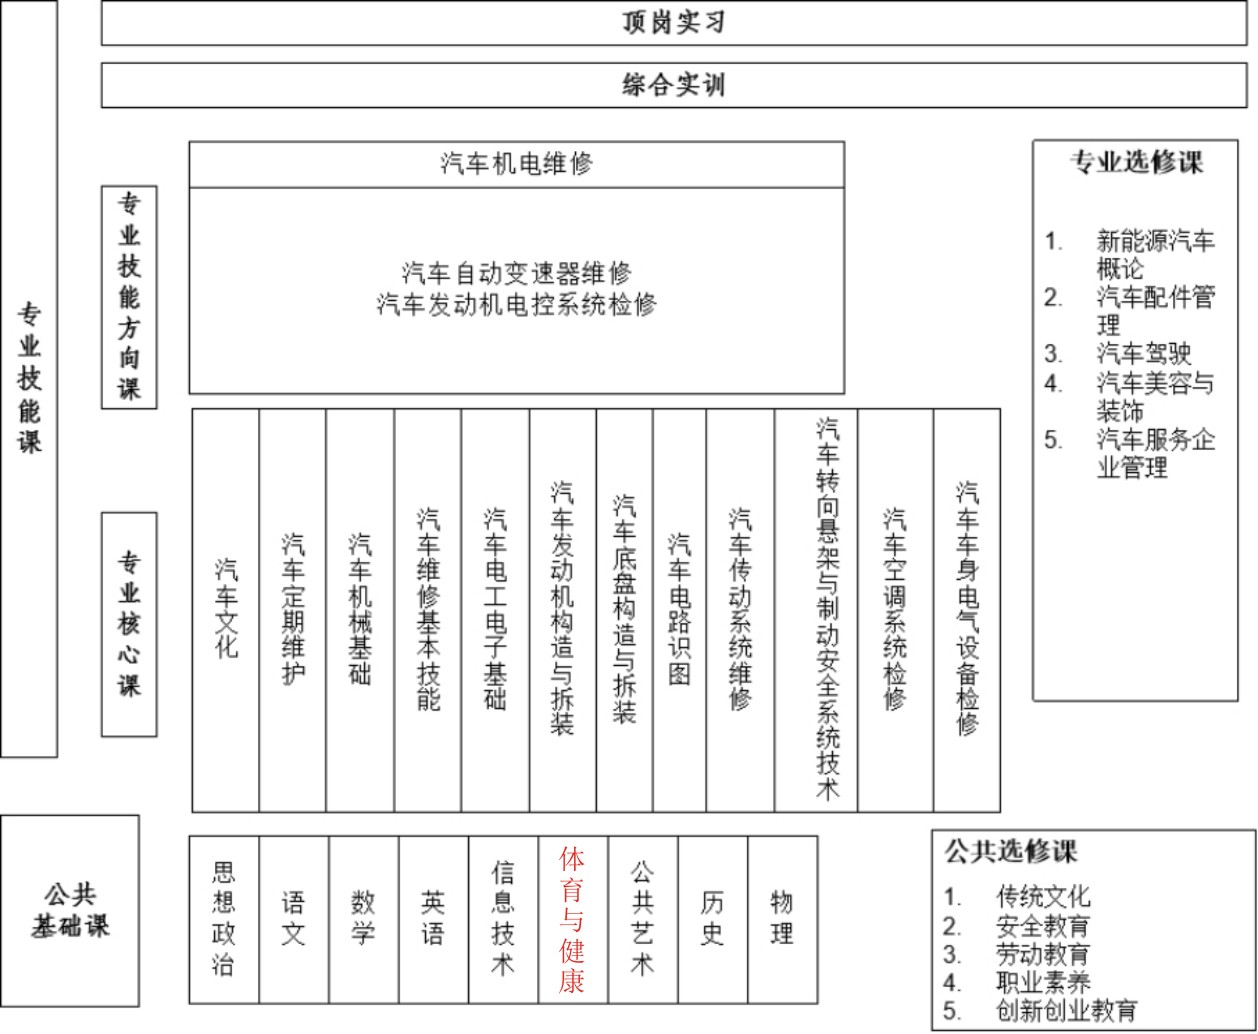 顶岗实习
综合实训
专业技能课
专业技能方向课
汽车机电维修
汽车自动变速器维修
汽车发动机电控系统检修
专业选修课
1. 新能源汽车
概论
2. 汽车配件管
理
3. 汽车驾驶
4. 汽车美容与
装饰
5. 汽车服务企
业管理
专业核心课
汽车文化
汽车定期维护
汽车机械基础
汽车维修基本技能
汽车电工电子基础
汽车发动机构造与拆装
汽车底盘构造与拆装
汽车电路识图
汽车传动系统维修
汽车转向悬架与制动安全系统技术
汽车空调系统检修
汽车车身电气设备检修
公共
基础课
思想政治
语文
数学
英语
信息技术
体育与健康
公共艺术
历史
物理
公共选修课
1. 传统文化
2. 安全教育
3. 劳动教育
4. 职业素养
5. 创新创业教育